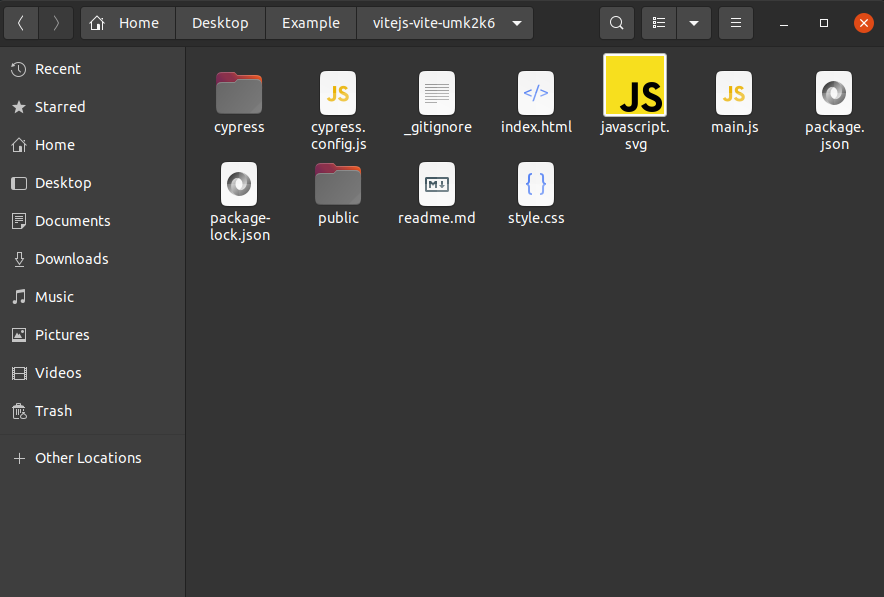 Home Desktop Example vitejs-vite-umk2k6
Recent
Starred
Home
Desktop
Documents
Downloads
Music
Pictures
Videos
Trash
Other Locations
cypress
JS
cypress.
config.js
_gitignore
</>
index.html
JS
javascript.
svg
JS
main.js
package.
json
package-
lock.json
public
M
readme.md
{ }
style.css